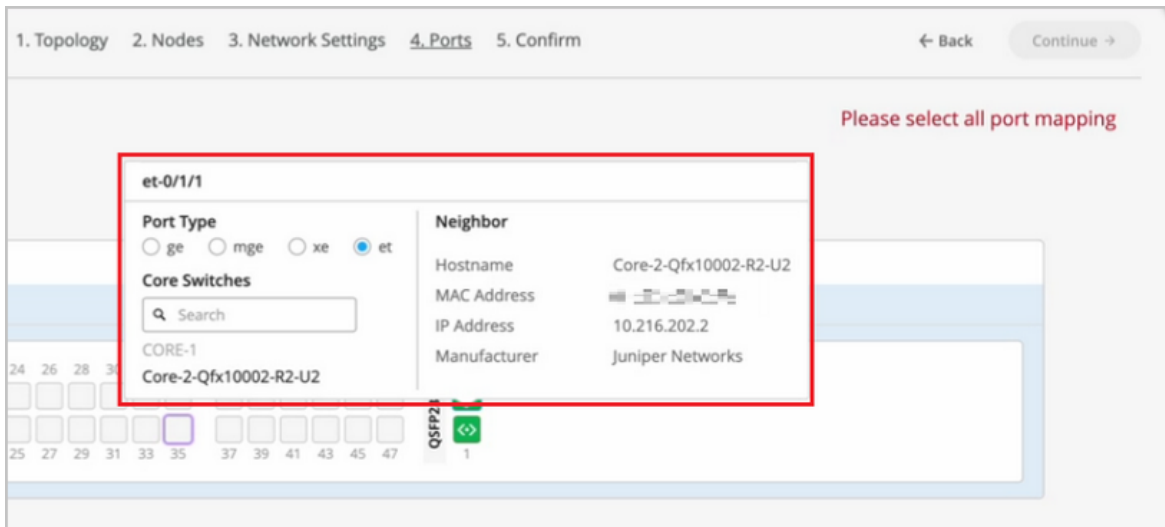 1. Topology 2. Nodes 3. Network Settings 4. Ports 5. Confirm ← Back Continue →
Please select all port mapping
et-0/1/1
Port Type
ge mge xe et
Core Switches
Search
CORE-1
Core-2-Qfx10002-R2-U2
Neighbor
Hostname Core-2-Qfx10002-R2-U2
MAC Address
IP Address 10.216.202.2
Manufacturer Juniper Networks
24 26 28
25 27 29 31 33 35 37 39 41 43 45 47 1